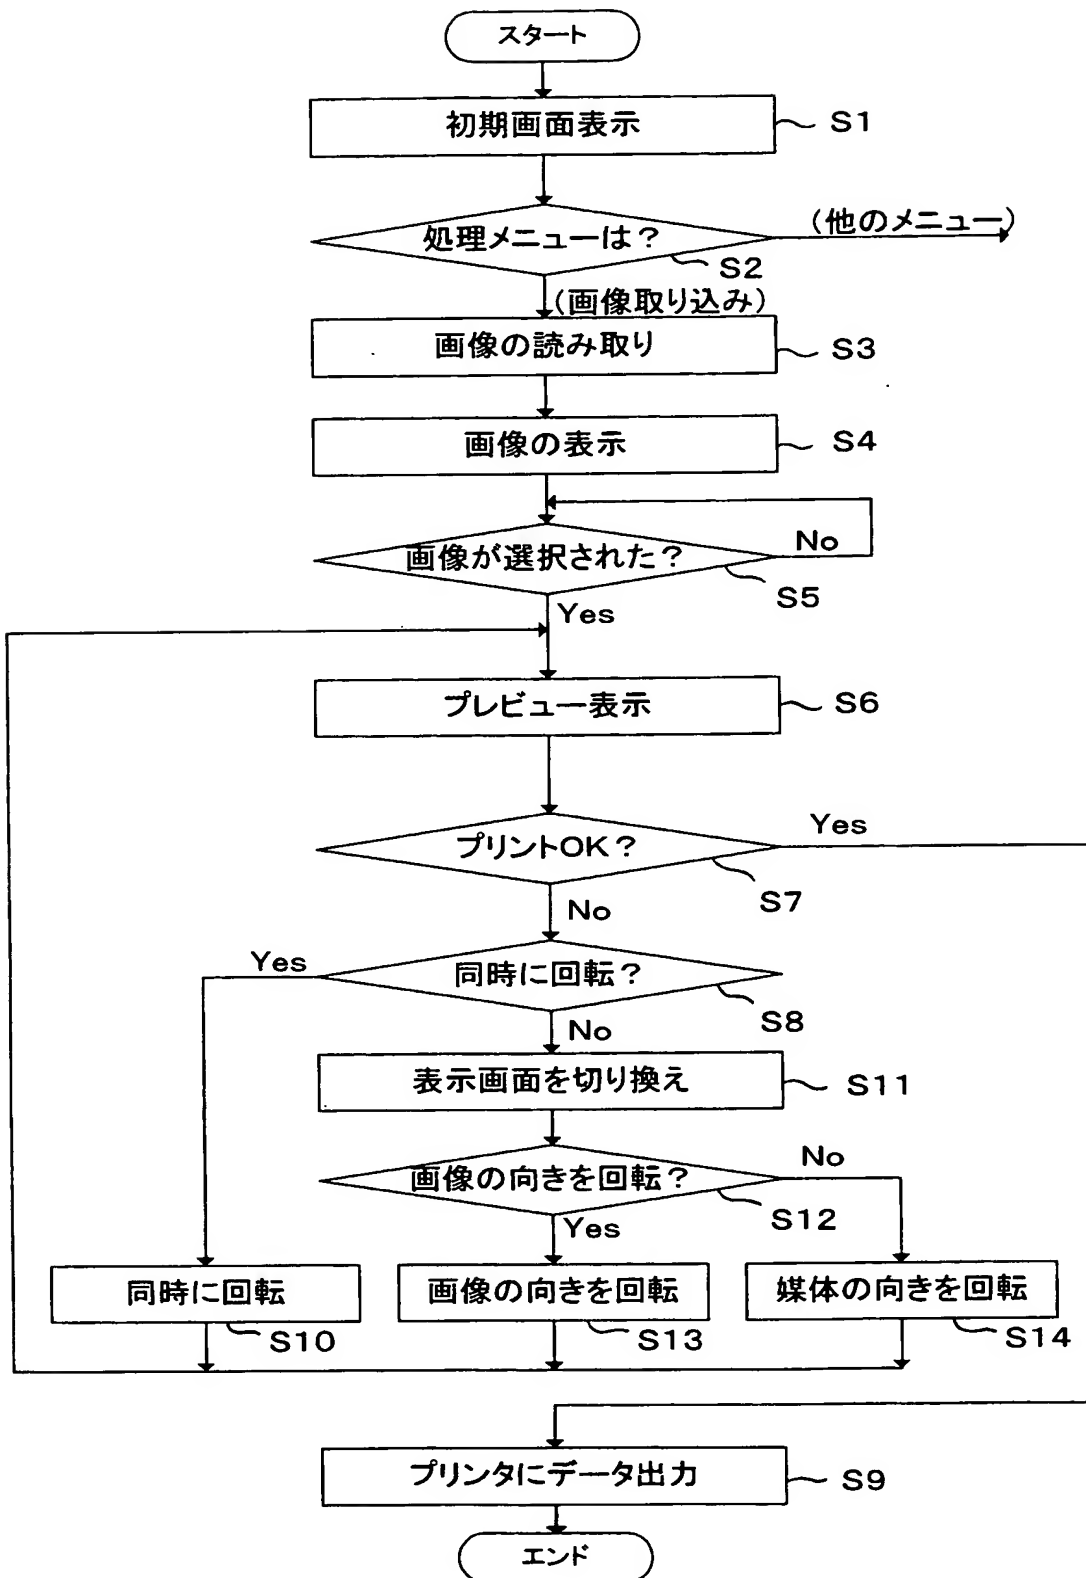 スタート
初期画面表示
S1
処理メニューは?
(他のメニュー)
S2
(画像取り込み)
画像の読み取り
S3
画像の表示
S4
画像が選択された?
No
S5
Yes
プレビュー表示
S6
プリントOK?
Yes
S7
No
同時に回転?
Yes
S8
No
表示画面を切り換え
S11
画像の向きを回転?
No
S12
Yes
同時に回転
S10
画像の向きを回転
S13
媒体の向きを回転
S14
プリンタにデータ出力
S9
エンド